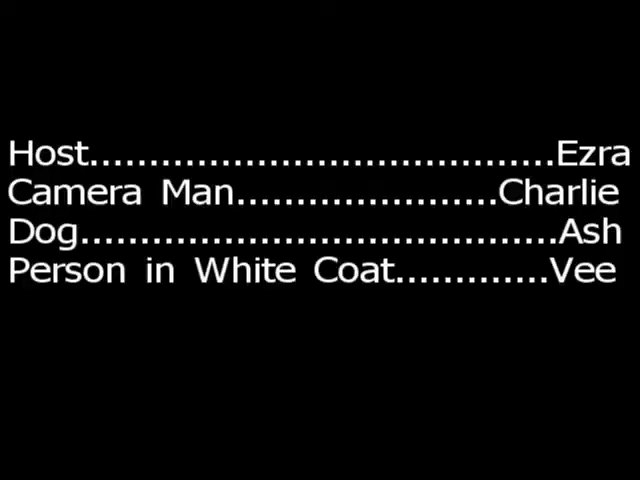 Host.......................................Ezra
Camera Man......................Charlie
Dog........................................Ash
Person in White Coat.............Vee